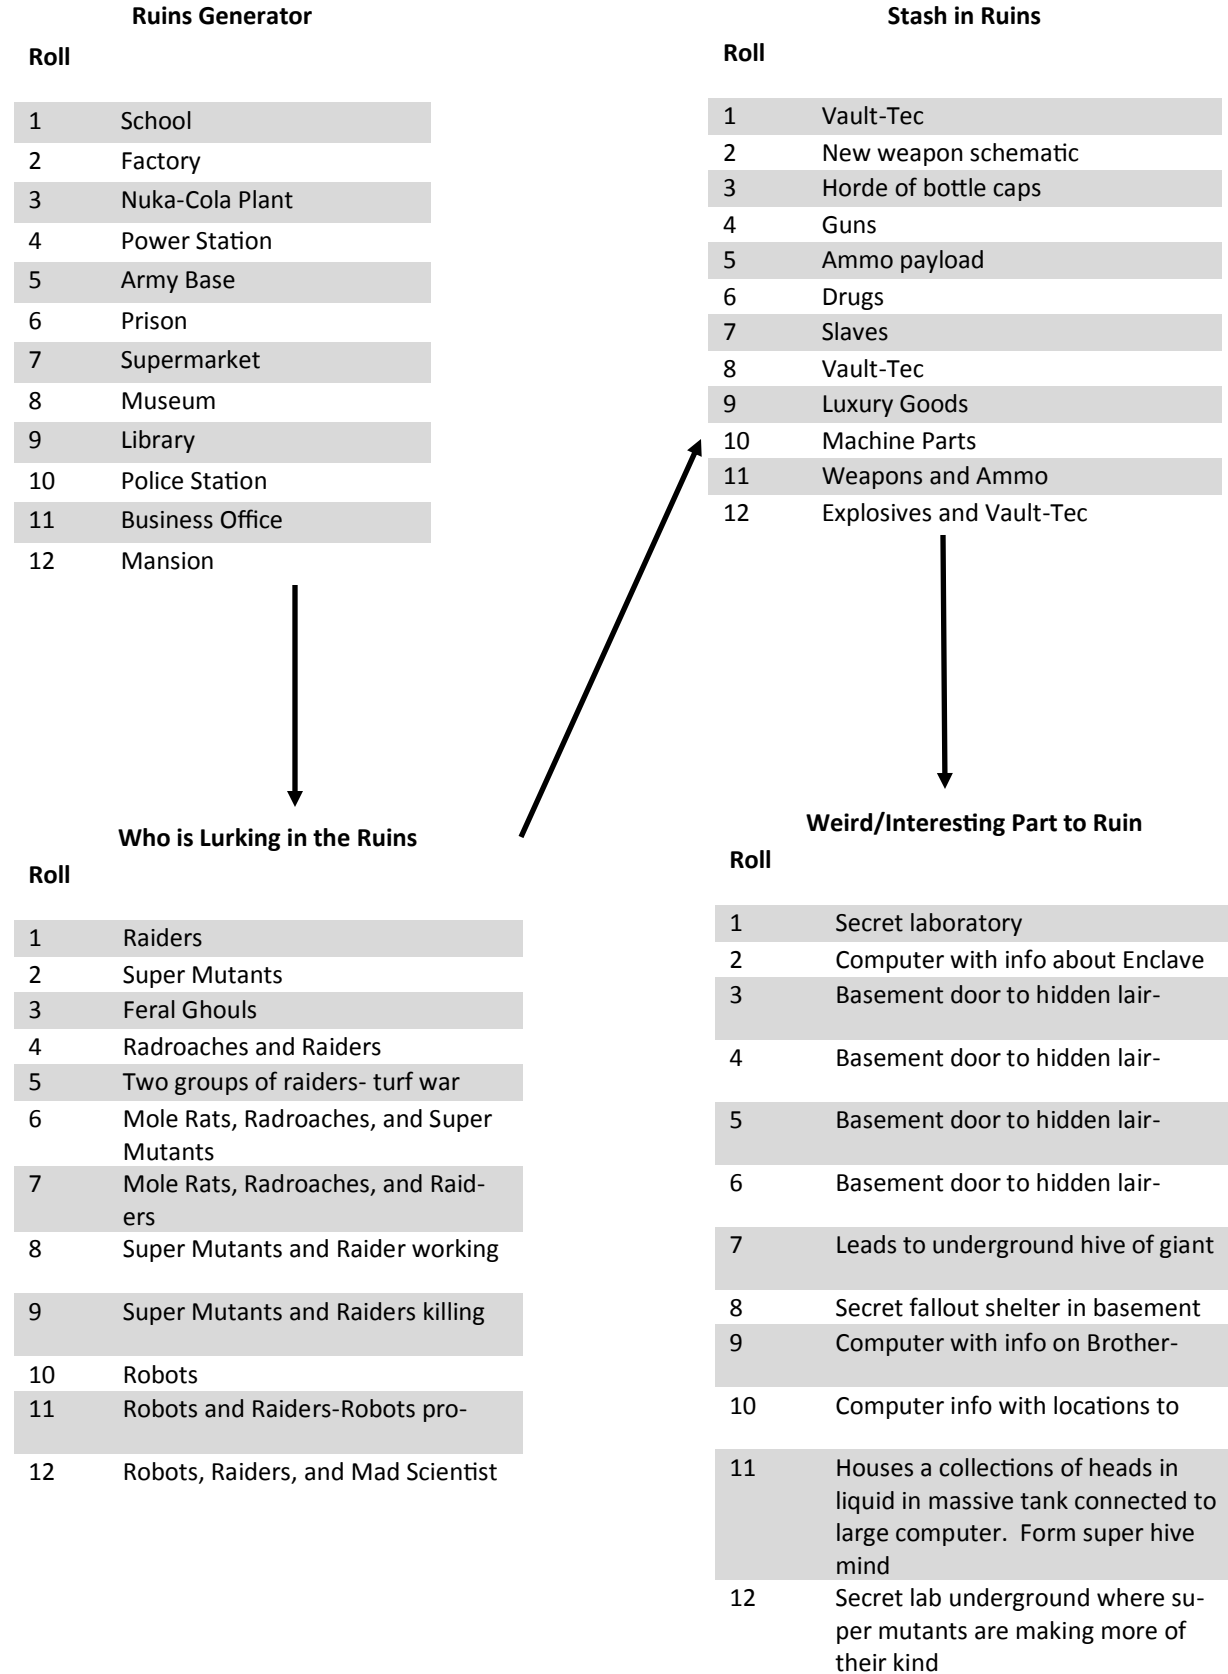 Ruins Generator
Roll
1 School
2 Factory
3 Nuka-Cola Plant
4 Power Station
5 Army Base
6 Prison
7 Supermarket
8 Museum
9 Library
10 Police Station
11 Business Office
12 Mansion
Who is Lurking in the Ruins
Roll
1 Raiders
2 Super Mutants
3 Feral Ghouls
4 Radroaches and Raiders
5 Two groups of raiders- turf war
6 Mole Rats, Radroaches, and Super
Mutants
7 Mole Rats, Radroaches, and Raid-
ers
8 Super Mutants and Raider working
9 Super Mutants and Raiders killing
10 Robots
11 Robots and Raiders-Robots pro-
12 Robots, Raiders, and Mad Scientist
Stash in Ruins
Roll
1 Vault-Tec
2 New weapon schematic
3 Horde of bottle caps
4 Guns
5 Ammo payload
6 Drugs
7 Slaves
8 Vault-Tec
9 Luxury Goods
10 Machine Parts
11 Weapons and Ammo
12 Explosives and Vault-Tec
Weird/Interesting Part to Ruin
Roll
1 Secret laboratory
2 Computer with info about Enclave
3 Basement door to hidden lair-
4 Basement door to hidden lair-
5 Basement door to hidden lair-
6 Basement door to hidden lair-
7 Leads to underground hive of giant
8 Secret fallout shelter in basement
9 Computer with info on Brother-
10 Computer info with locations to
11 Houses a collections of heads in
liquid in massive tank connected to
large computer.  Form super hive
mind
12 Secret lab underground where su-
per mutants are making more of
their kind